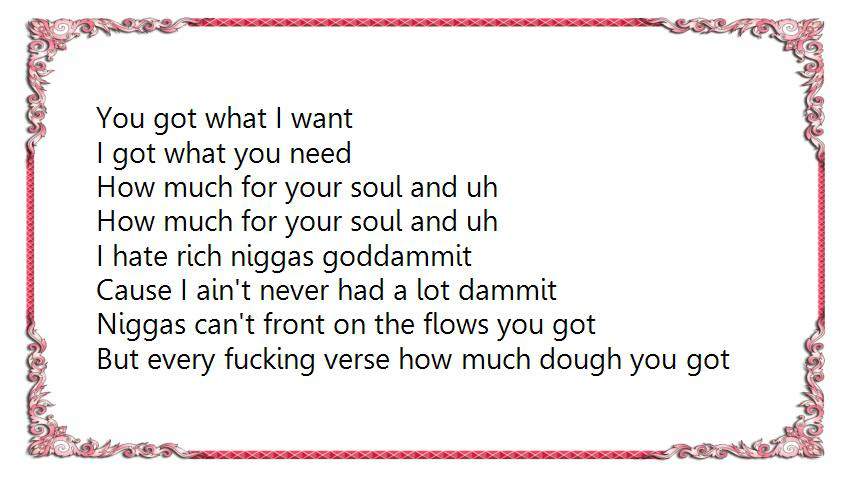 You got what I want
I got what you need
How much for your soul and uh
How much for your soul and uh
I hate rich niggas goddammit
Cause I ain't never had a lot dammit
Niggas can't front on the flows you got
But every fucking verse how much dough you got